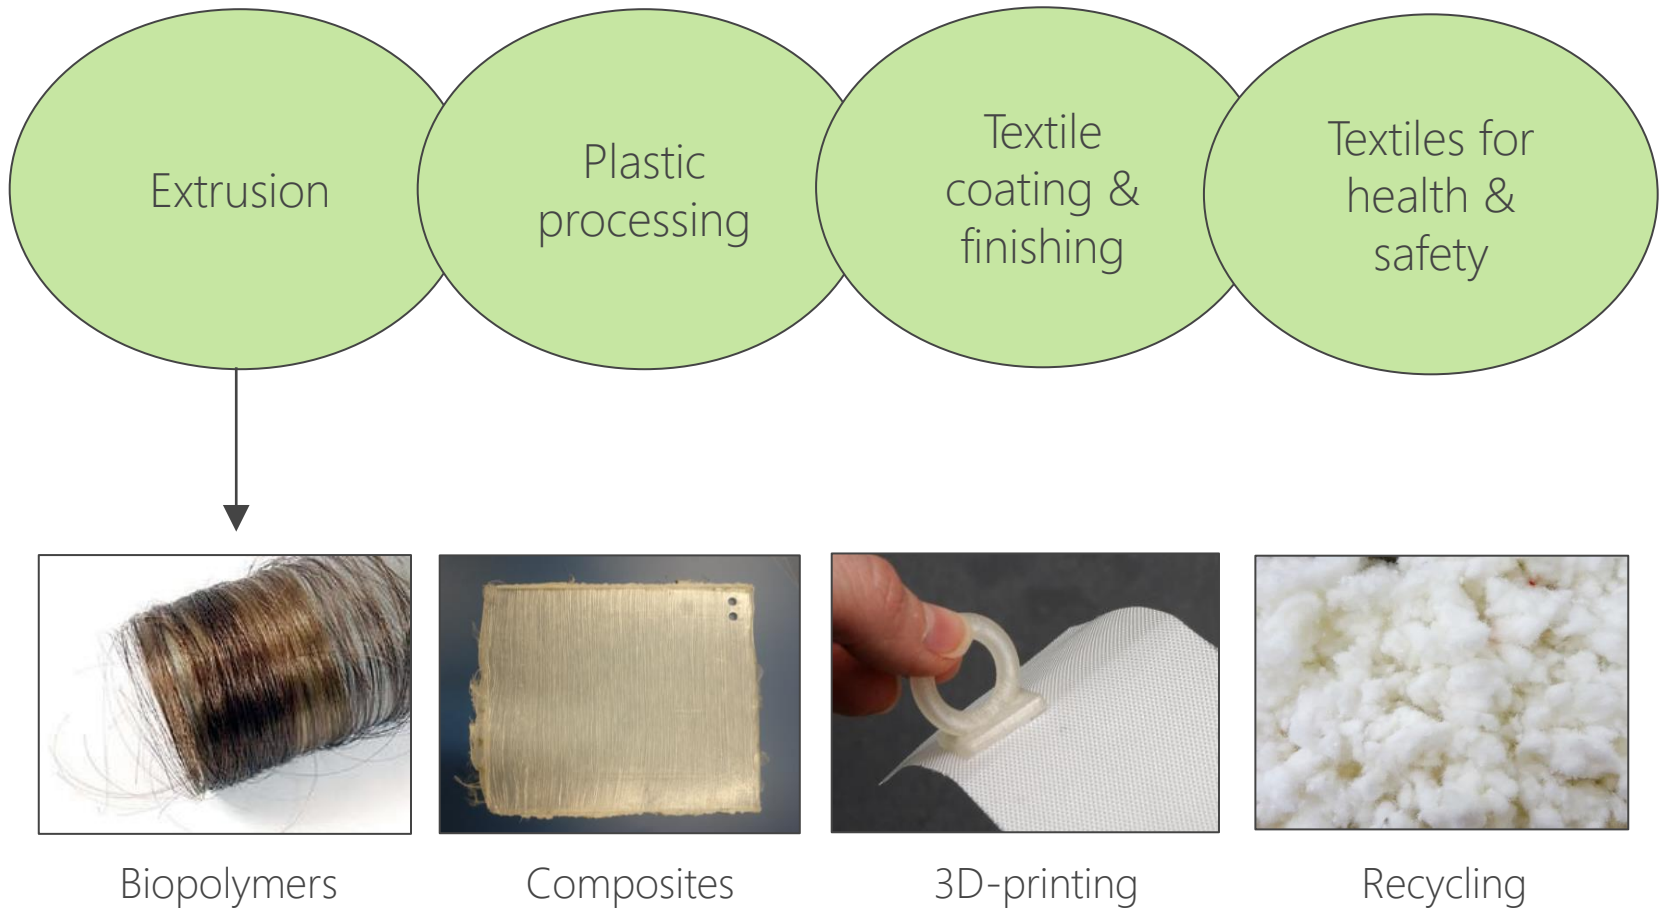 Extrusion
Plastic
processing
Textile
coating &
finishing
Textiles for
health &
safety
Biopolymers
Composites
3D-printing
Recycling